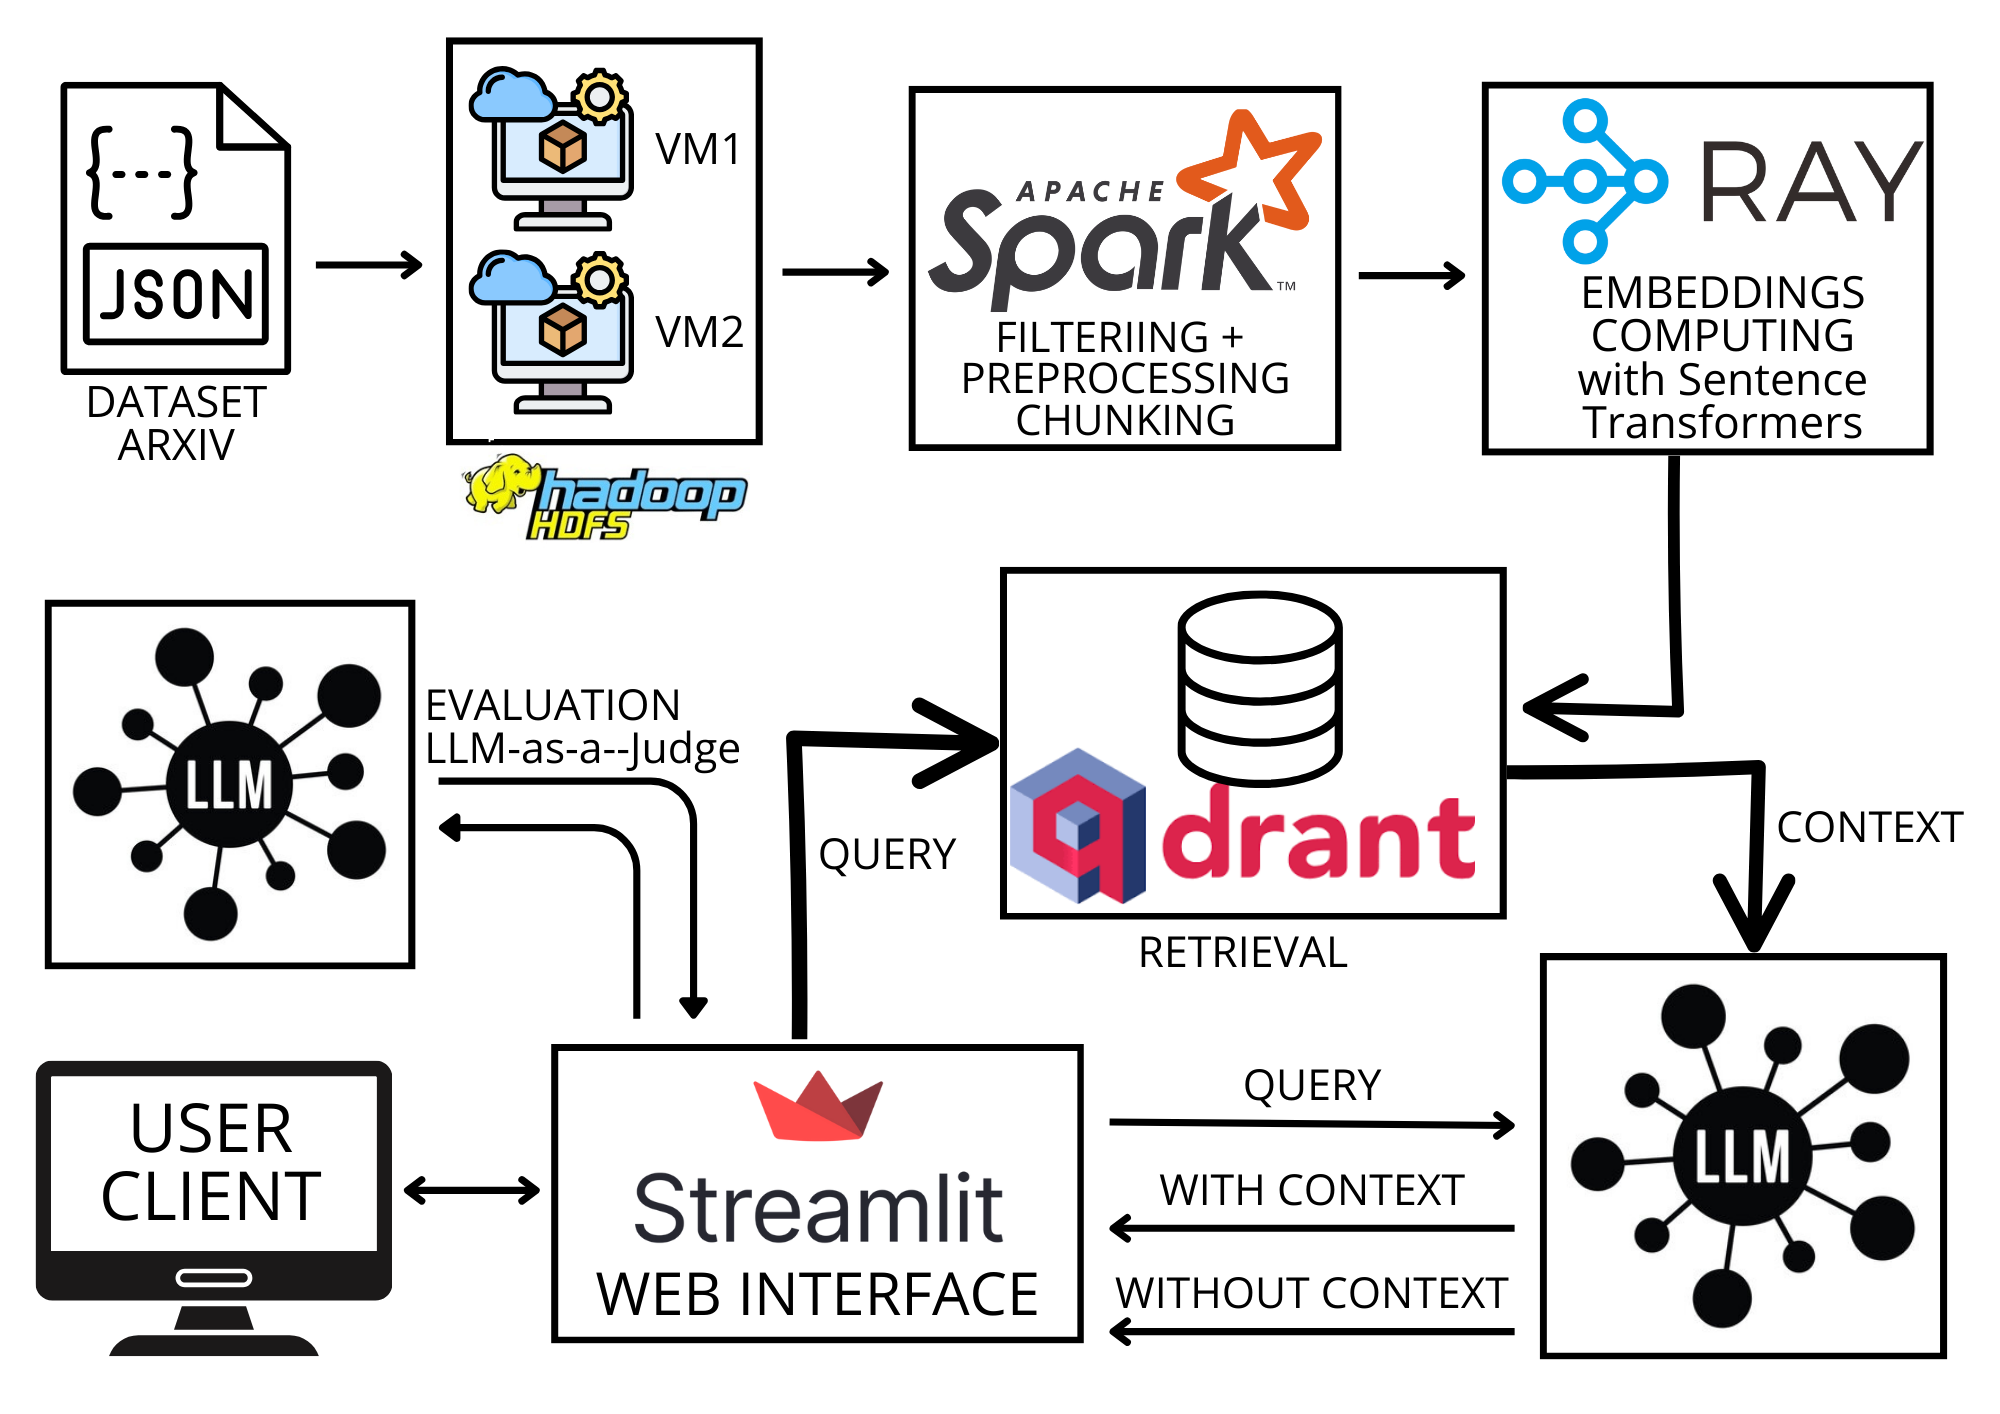 {---}
JSON
DATASET
ARXIV
VM1
VM2
hadoop
HDFS
APACHE
Spark™
FILTERIING +
PREPROCESSING
CHUNKING
RAY
EMBEDDINGS
COMPUTING
with Sentence
Transformers
LLM
EVALUATION
LLM-as-a--Judge
QUERY
qdrant
RETRIEVAL
CONTEXT
USER
CLIENT
Streamlit
WEB INTERFACE
QUERY
WITH CONTEXT
WITHOUT CONTEXT
LLM